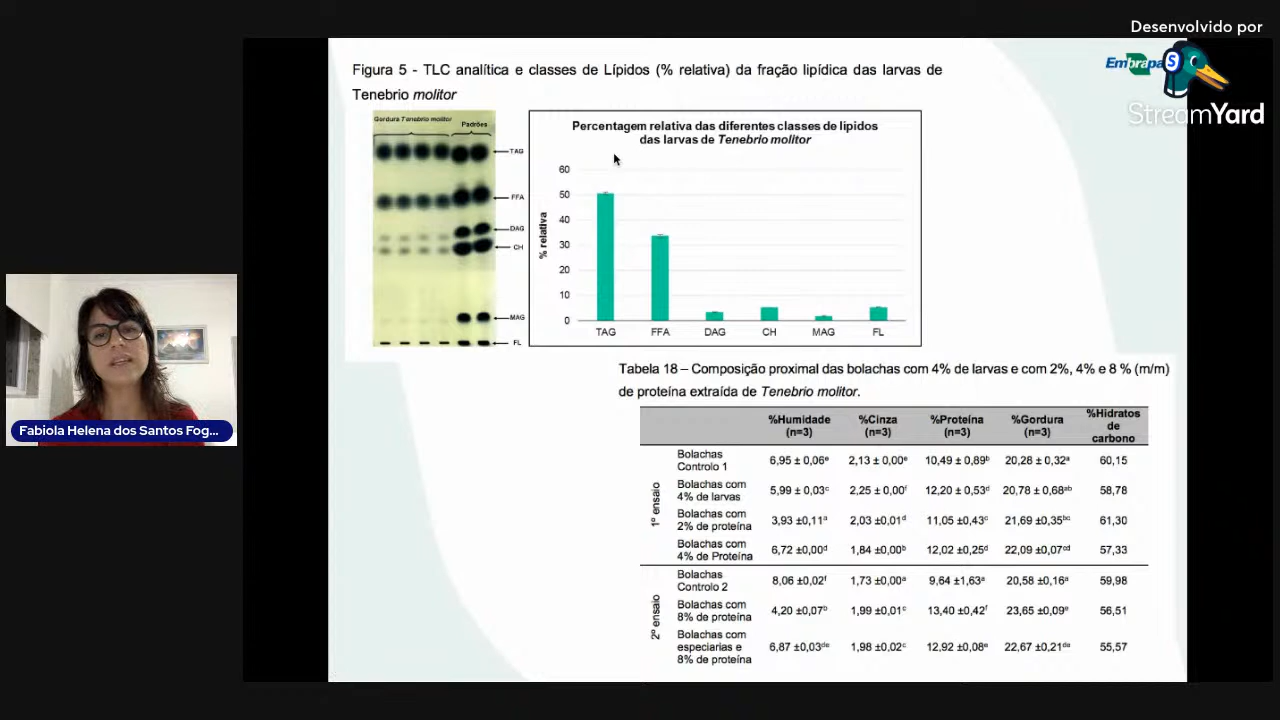 Desenvolvido por
Embrapa
S
StreamYard
Figura 5 - TLC analítica e classes de Lípidos (% relativa) da fração lipídica das larvas de
Tenebrio molitor
Gordura Tenebrio molitor
Padrões
TAG
FFA
DAG
CH
MAG
FL
Percentagem relativa das diferentes classes de lípidos
das larvas de Tenebrio molitor
% relativa
60
50
40
30
20
10
0
TAG FFA DAG CH MAG FL
Fabiola Helena dos Santos Fog...
Tabela 18 – Composição proximal das bolachas com 4% de larvas e com 2%, 4% e 8 % (m/m)
de proteína extraída de Tenebrio molitor.
%Humidade (n=3) %Cinza (n=3) %Proteína (n=3) %Gordura (n=3) %Hidratos de carbono
1º ensaio
Bolachas Controlo 1 6,95 ± 0,06ᵉ 2,13 ± 0,00ᵉ 10,49 ± 0,89ᵇ 20,28 ± 0,32ᵃ 60,15
Bolachas com 4% de larvas 5,99 ± 0,03ᶜ 2,25 ± 0,00ᶠ 12,20 ± 0,53ᵈ 20,78 ± 0,68ᵃᵇ 58,78
Bolachas com 2% de proteína 3,93 ±0,11ᵃ 2,03 ±0,01ᵈ 11,05 ±0,43ᶜ 21,69 ±0,35ᵇᶜ 61,30
Bolachas com 4% de Proteína 6,72 ±0,00ᵈ 1,84 ±0,00ᵇ 12,02 ±0,25ᵈ 22,09 ±0,07ᶜᵈ 57,33
2º ensaio
Bolachas Controlo 2 8,06 ±0,02ᶠ 1,73 ±0,00ᵃ 9,64 ±1,63ᵃ 20,58 ±0,16ᵃ 59,98
Bolachas com 8% de proteína 4,20 ±0,07ᵇ 1,99 ±0,01ᶜ 13,40 ±0,42ᶠ 23,65 ±0,09ᵉ 56,51
Bolachas com especiarias e 8% de proteína 6,87 ±0,03ᵈᵉ 1,98 ±0,02ᶜ 12,92 ±0,08ᵉ 22,67 ±0,21ᵈᵃ 55,57